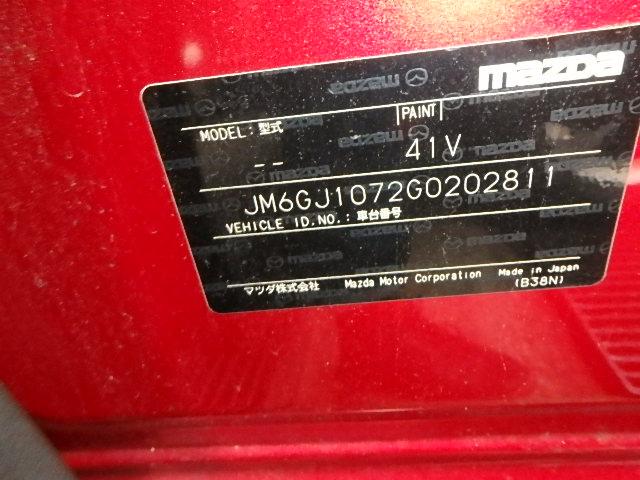 mazda
MODEL: 型式 PAINT
-- 41V
JM6GJ1072G0202811
VEHICLE ID.NO.: 車台番号
マツダ株式会社 Mazda Motor Corporation Made in Japan
(B38N)